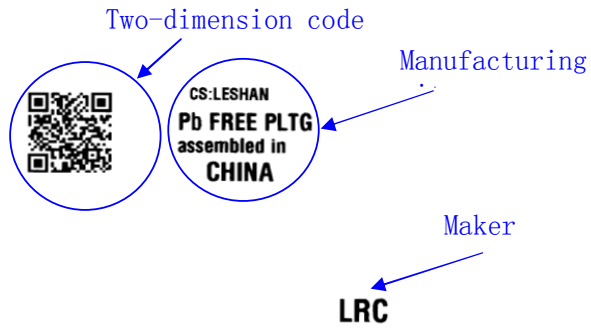 Two-dimension code
Manufacturing
CS:LESHAN
Pb FREE PLTG
assembled in
CHINA
Maker
LRC